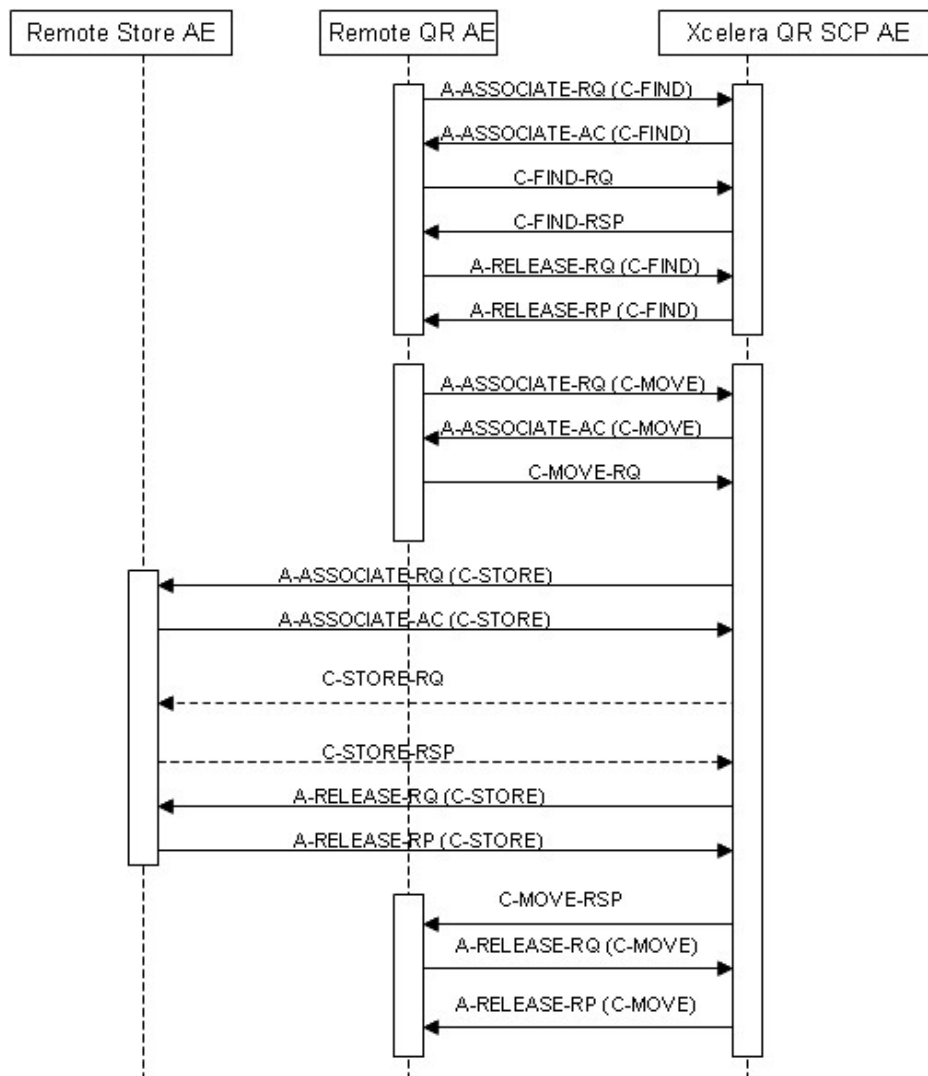 Remote Store AE
Remote QR AE
Xcelera QR SCP AE
A-ASSOCIATE-RQ (C-FIND)
A-ASSOCIATE-AC (C-FIND)
C-FIND-RQ
C-FIND-RSP
A-RELEASE-RQ (C-FIND)
A-RELEASE-RP (C-FIND)
A-ASSOCIATE-RQ (C-MOVE)
A-ASSOCIATE-AC (C-MOVE)
C-MOVE-RQ
A-ASSOCIATE-RQ (C-STORE)
A-ASSOCIATE-AC (C-STORE)
C-STORE-RQ
C-STORE-RSP
A-RELEASE-RQ (C-STORE)
A-RELEASE-RP (C-STORE)
C-MOVE-RSP
A-RELEASE-RQ (C-MOVE)
A-RELEASE-RP (C-MOVE)